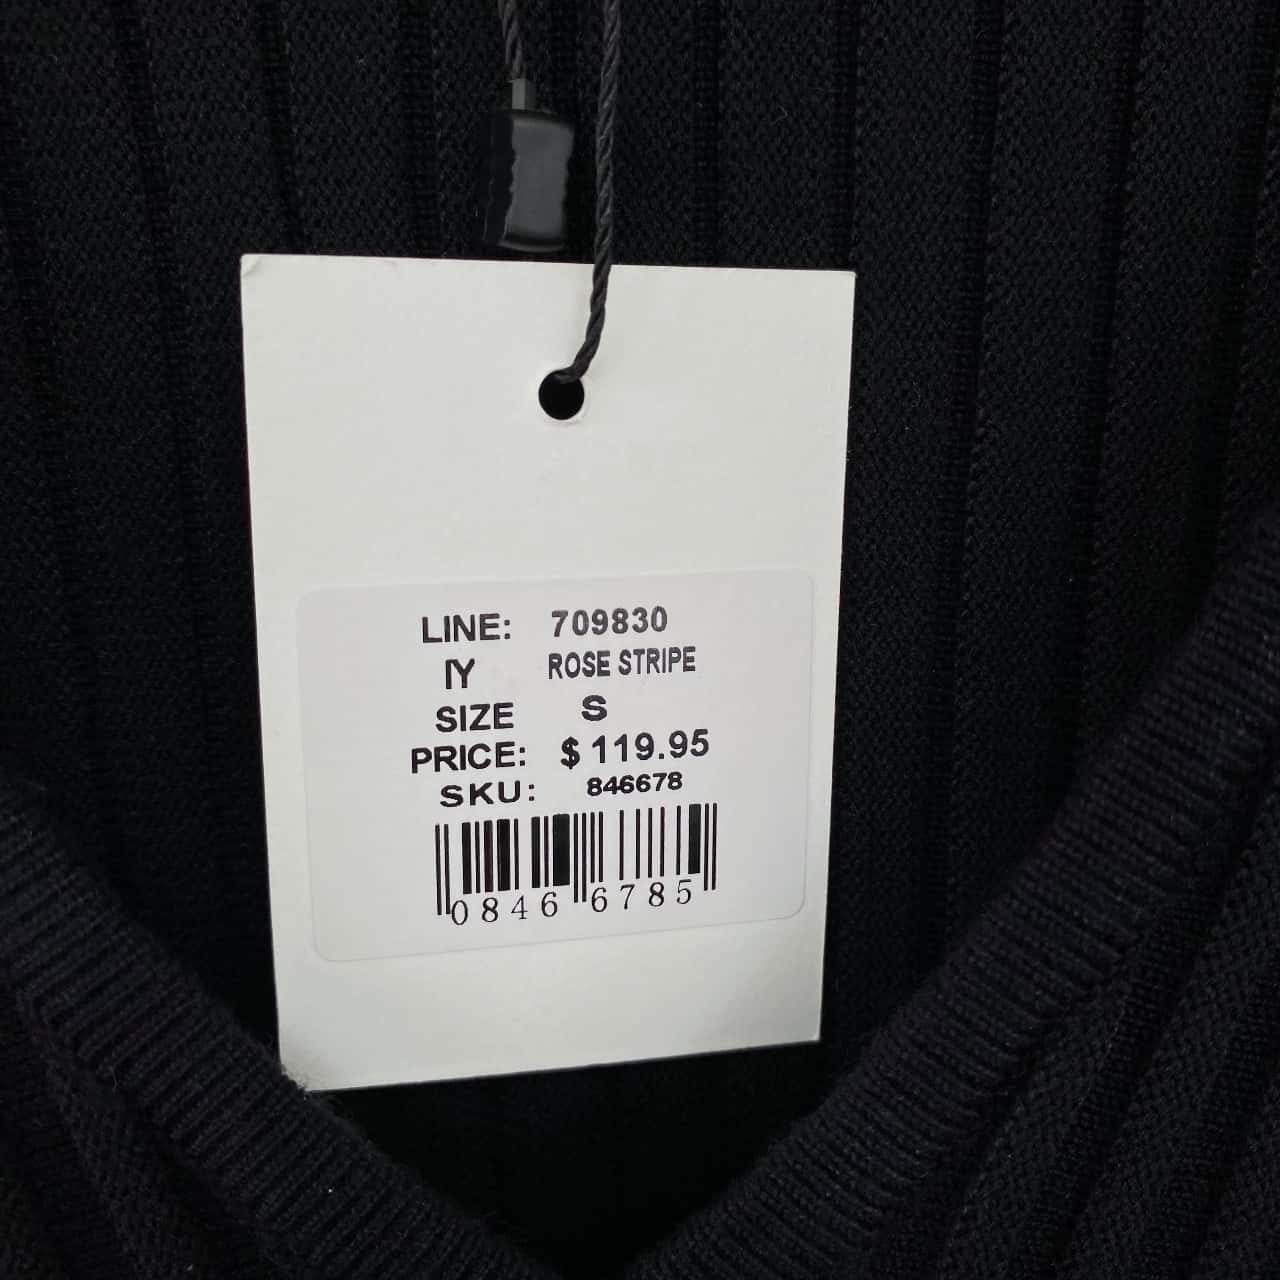 LINE: 709830
IY ROSE STRIPE
SIZE S
PRICE: $ 119.95
SKU: 846678
0846 6785